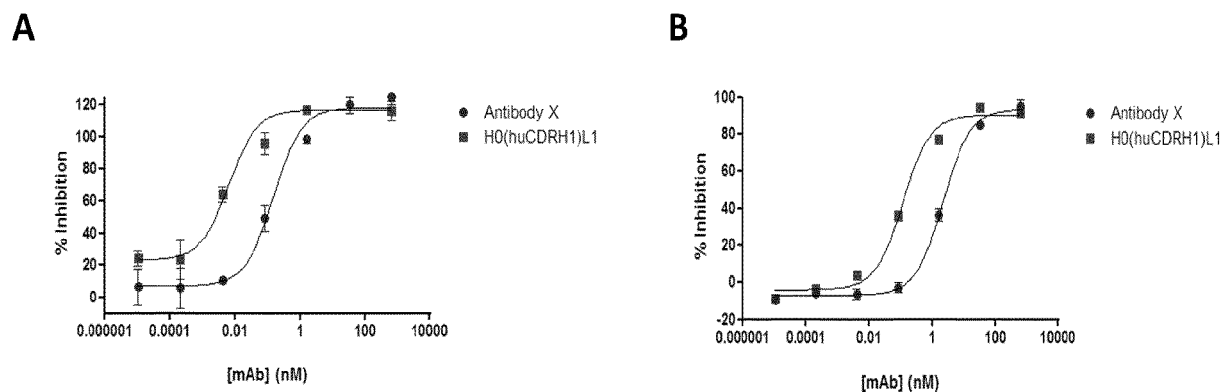 A
% Inhibition
120
100
80
60
40
20
0
0.000001
0.0001
0.01
1
100
10000
[mAb] (nM)
Antibody X
H0(huCDRH1)L1
B
% Inhibition
100
80
60
40
20
0
-20
0.000001
0.0001
0.01
1
100
10000
[mAb] (nM)
Antibody X
H0(huCDRH1)L1